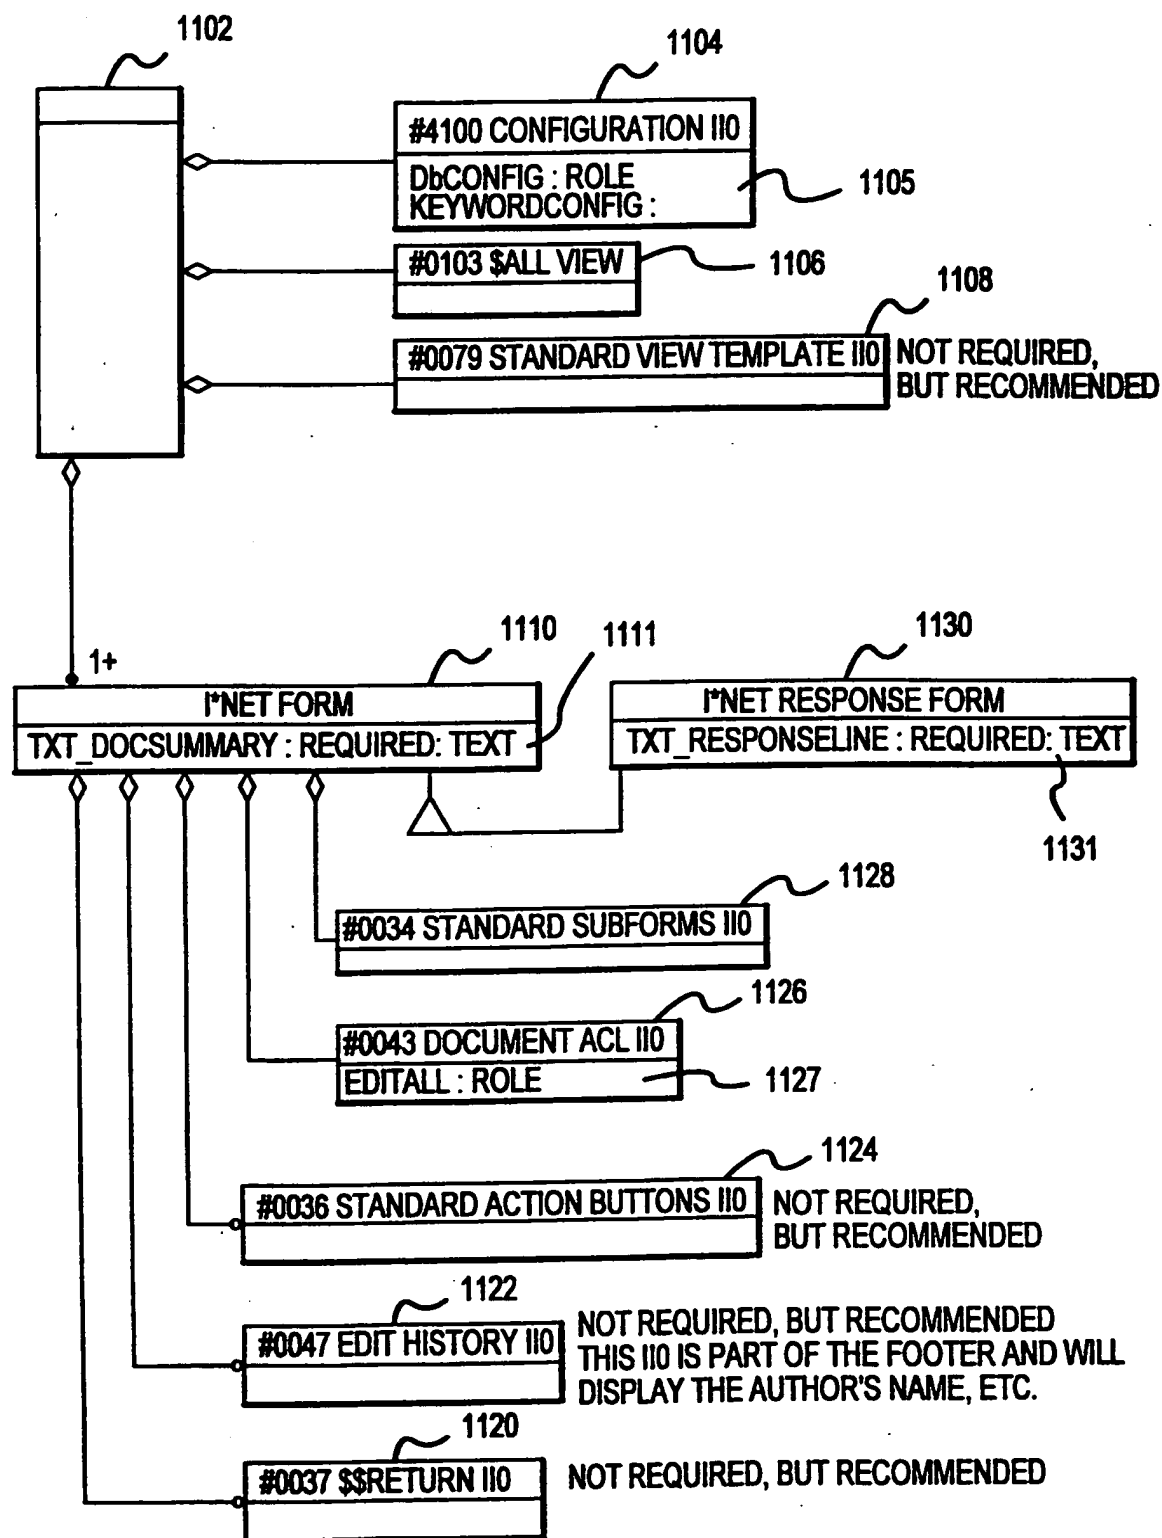 1102
1104
#4100 CONFIGURATION II0
DbCONFIG : ROLE
KEYWORDCONFIG :
1105
#0103 $ALL VIEW
1106
1108
#0079 STANDARD VIEW TEMPLATE II0
NOT REQUIRED,
BUT RECOMMENDED
1+
1110
1111
I*NET FORM
TXT_DOCSUMMARY : REQUIRED: TEXT
1130
I*NET RESPONSE FORM
TXT_RESPONSELINE : REQUIRED: TEXT
1131
1128
#0034 STANDARD SUBFORMS II0
1126
#0043 DOCUMENT ACL II0
EDITALL : ROLE
1127
1124
#0036 STANDARD ACTION BUTTONS II0
NOT REQUIRED,
BUT RECOMMENDED
1122
#0047 EDIT HISTORY II0
NOT REQUIRED, BUT RECOMMENDED
THIS II0 IS PART OF THE FOOTER AND WILL
DISPLAY THE AUTHOR'S NAME, ETC.
1120
#0037 $$RETURN II0
NOT REQUIRED, BUT RECOMMENDED